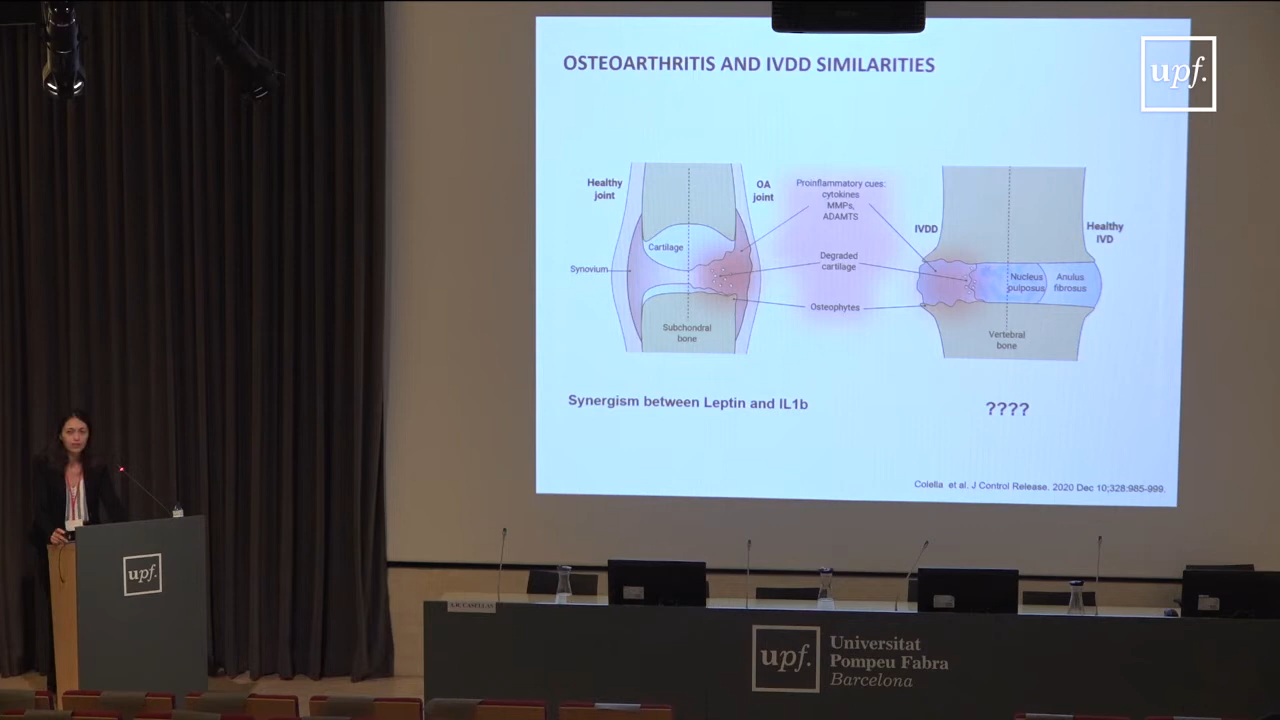 OSTEOARTHRITIS AND IVDD SIMILARITIES
upf.
Healthy
joint
OA
joint
Proinflammatory cues:
cytokines
MMPs,
ADAMTS
IVDD
Healthy
IVD
Cartilage
Synovium
Degraded
cartilage
Nucleus
pulposus
Anulus
fibrosus
Osteophytes
Subchondral
bone
Vertebral
bone
Synergism between Leptin and IL1b
????
Colella et al. J Control Release. 2020 Dec 10;328:985-999.
upf.
upf.
Universitat
Pompeu Fabra
Barcelona